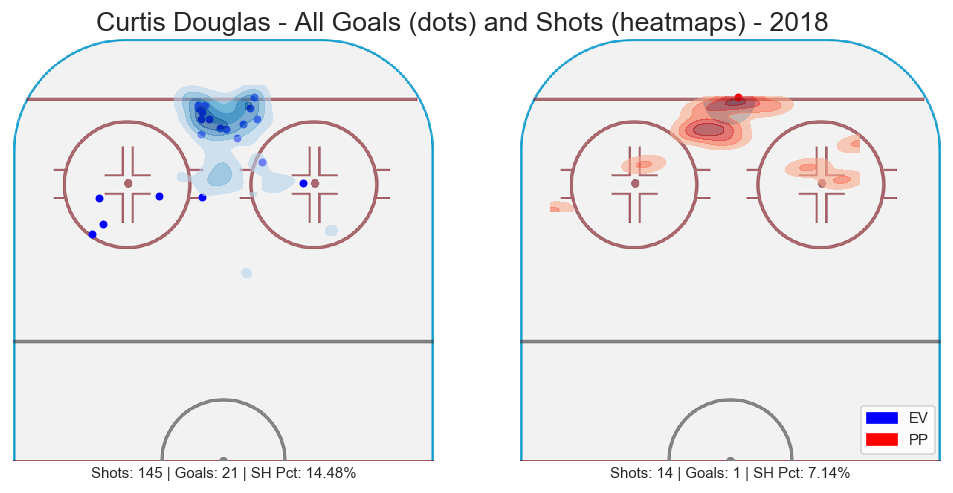 Curtis Douglas - All Goals (dots) and Shots (heatmaps) - 2018
EV
PP
Shots: 145 | Goals: 21 | SH Pct: 14.48%
Shots: 14 | Goals: 1 | SH Pct: 7.14%